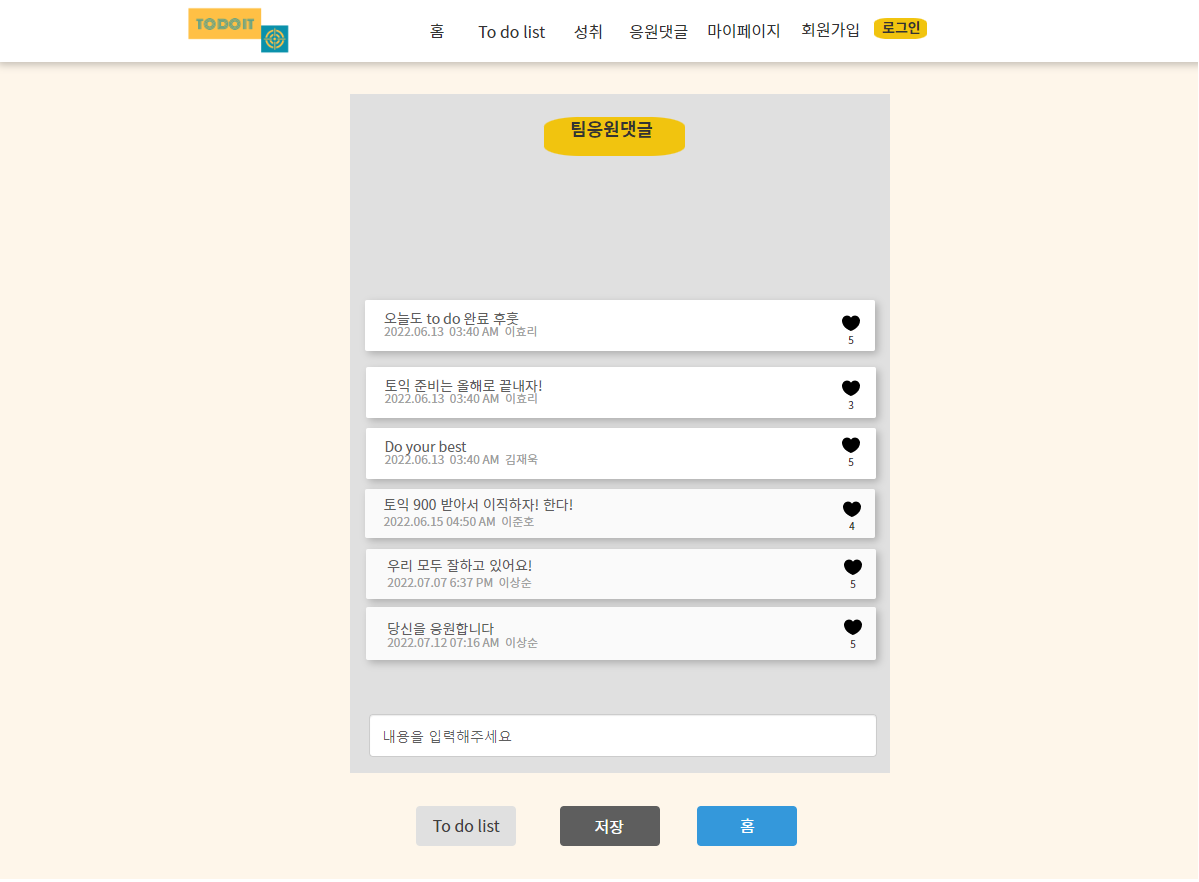 TODOIT
홈 To do list 성취 응원댓글 마이페이지 회원가입 로그인
팀응원댓글
오늘도 to do 완료 후훗
2022.06.13 03:40 AM 이효리
5
토익 준비는 올해로 끝내자!
2022.06.13 03:40 AM 이효리
3
Do your best
2022.06.13 03:40 AM 김재욱
5
토익 900 받아서 이직하자! 한다!
2022.06.15 04:50 AM 이준호
4
우리 모두 잘하고 있어요!
2022.07.07 6:37 PM 이상순
5
당신을 응원합니다
2022.07.12 07:16 AM 이상순
5
내용을 입력해주세요
To do list 저장 홈